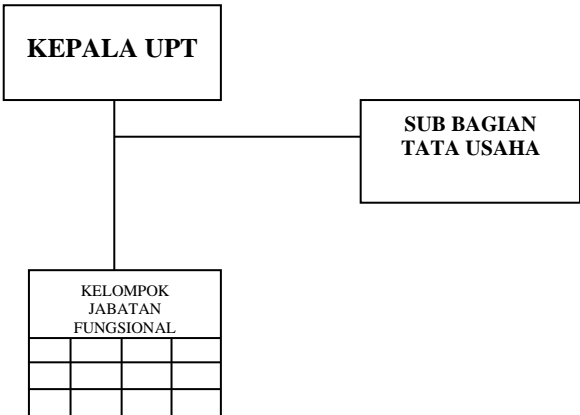 KEPALA UPT
SUB BAGIAN
TATA USAHA
KELOMPOK
JABATAN
FUNGSIONAL